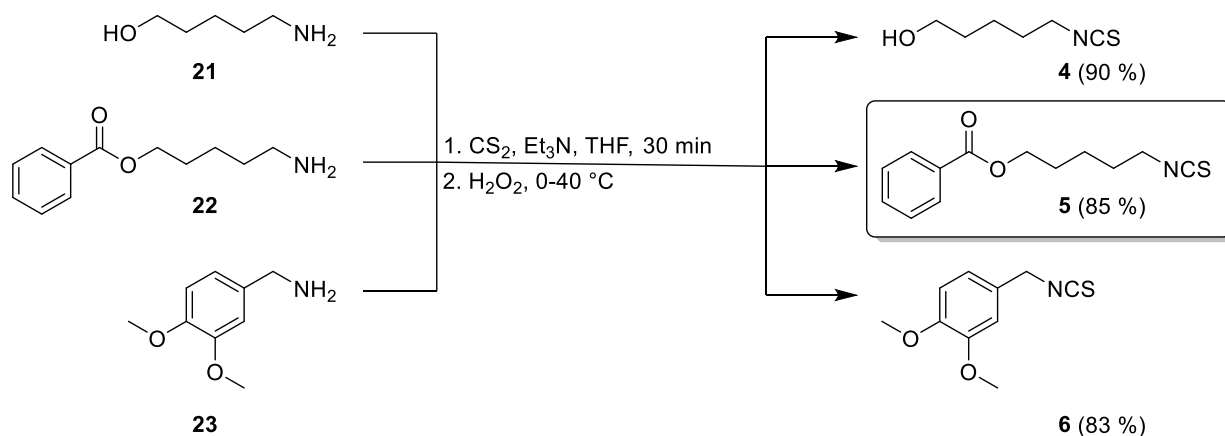 HO NH2
21
O
O NH2
22
NH2
O
O
23
1. CS2, Et3N, THF, 30 min
2. H2O2, 0-40 °C
HO NCS
4 (90 %)
O
O NCS
5 (85 %)
NCS
O
O
6 (83 %)